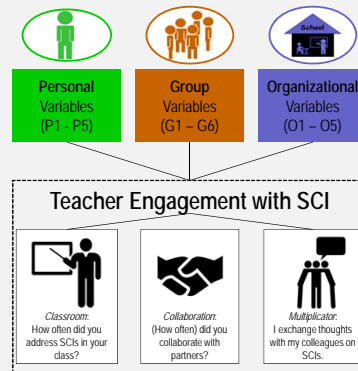 School
Personal
Variables
(P1 - P5)
Group
Variables
(G1 – G6)
Organizational
Variables
(O1 – O5)
Teacher Engagement with SCI
Classroom:
How often did you
address SCIs in your
class?
Collaboration:
(How often) did you
collaborate with
partners?
Multiplicator:
I exchange thoughts
with my colleagues on
SCIs.